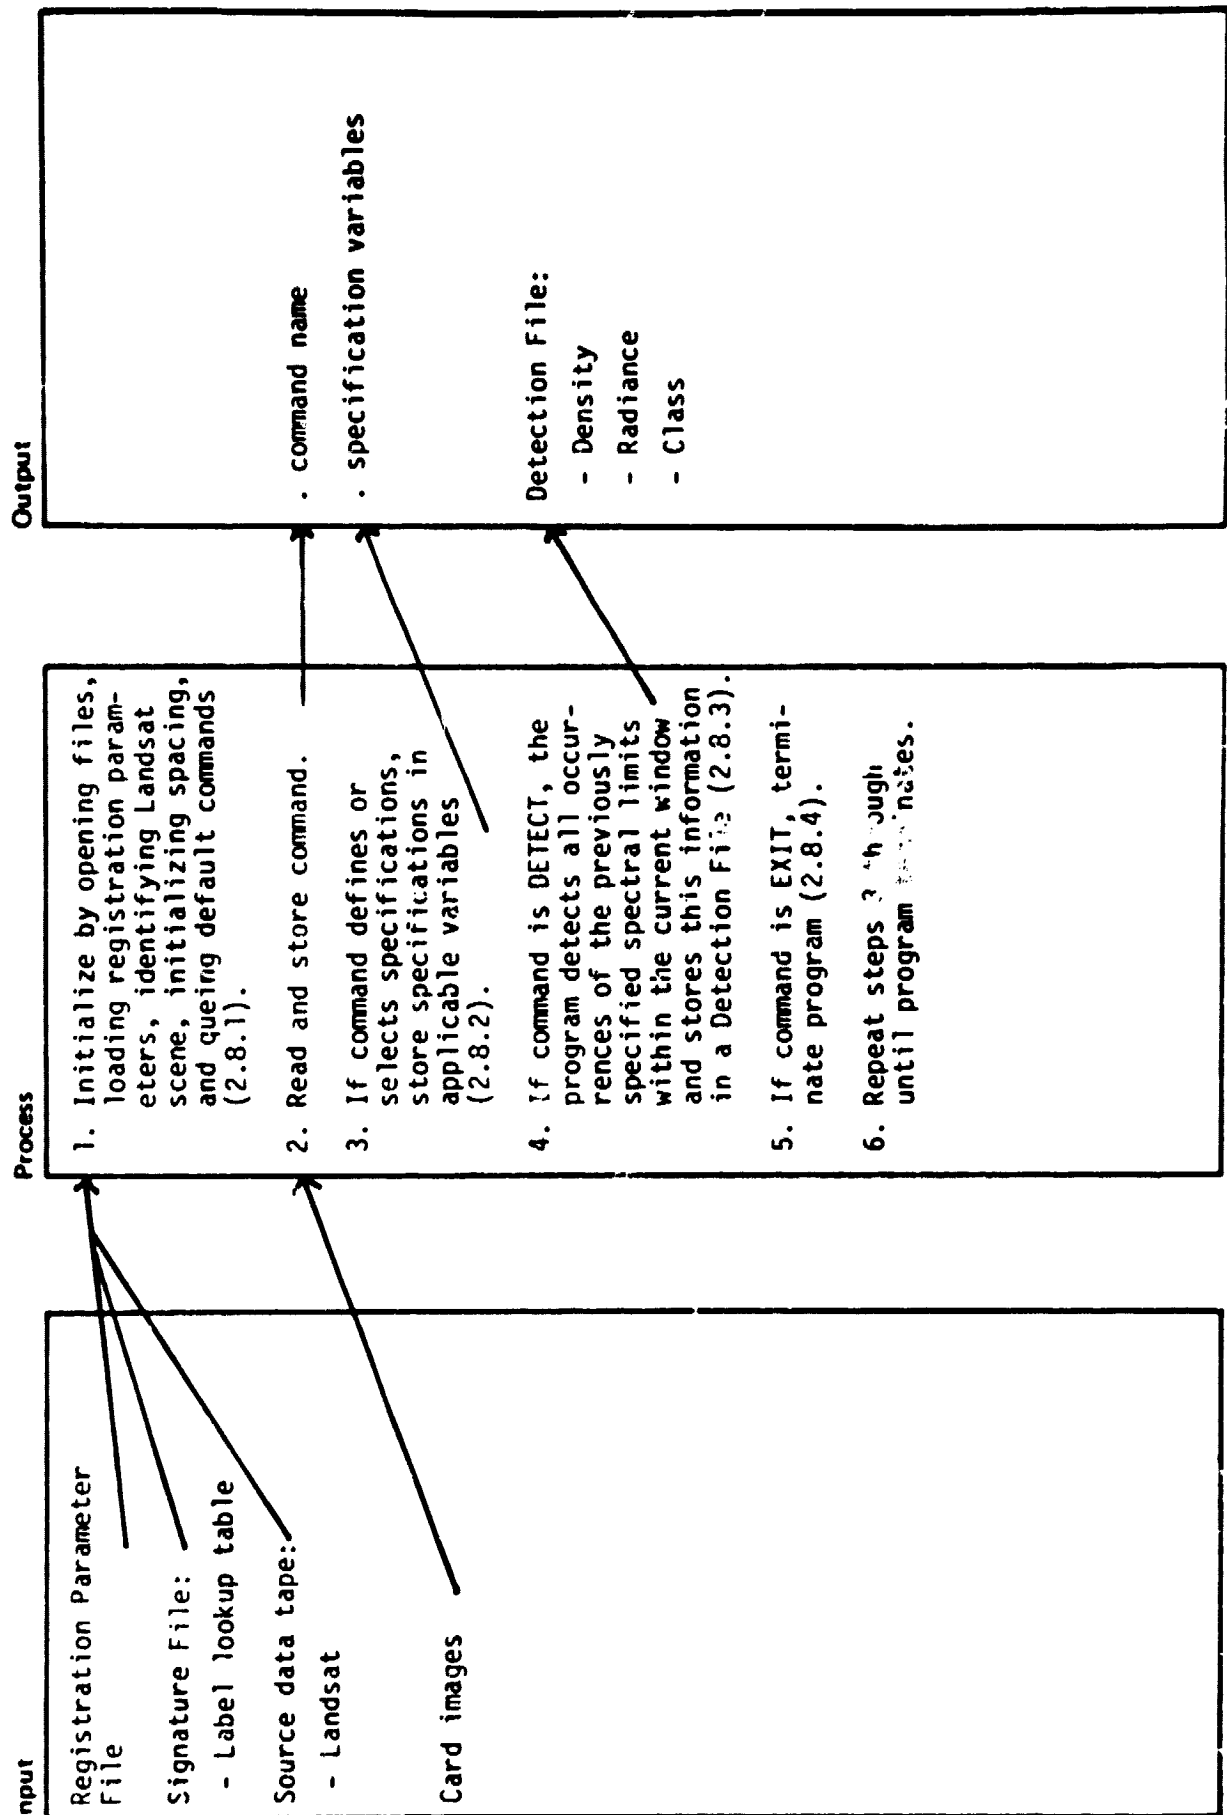 nput
Registration Parameter
File
Signature File:
- Label lookup table
Source data tape:
- Landsat
Card images
Process
1. Initialize by opening files,
loading registration param-
eters, identifying Landsat
scene, initializing spacing,
and queing default commands
(2.8.1).
2. Read and store command.
3. If command defines or
selects specifications,
store specifications in
applicable variables
(2.8.2).
4. If command is DETECT, the
program detects all occur-
rences of the previously
specified spectral limits
within the current window
and stores this information
in a Detection File (2.8.3).
5. If command is EXIT, termi-
nate program (2.8.4).
6. Repeat steps
until program
Output
. command name
. specification variables
Detection File:
- Density
- Radiance
- Class